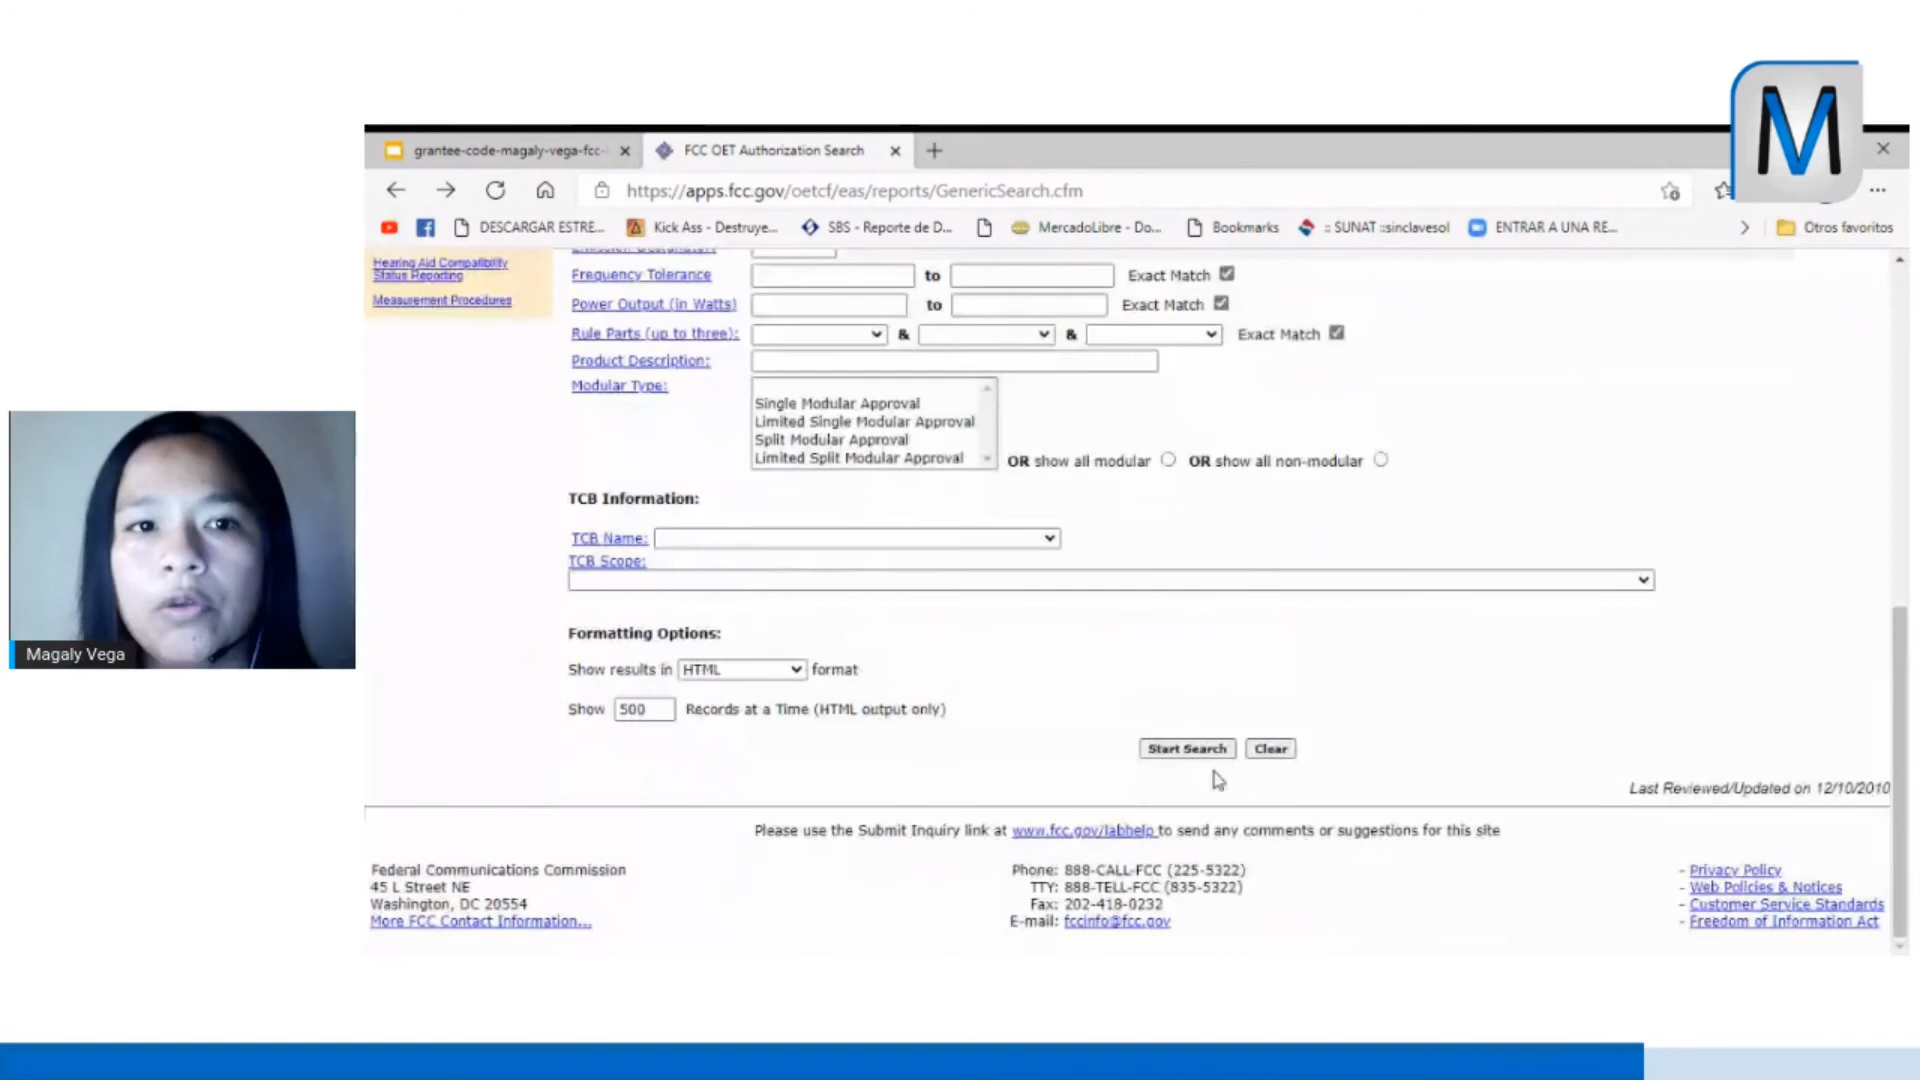 M
grantee-code-magaly-vega-fcc-
FCC OET Authorization Search
https://apps.fcc.gov/oetcf/eas/reports/GenericSearch.cfm
DESCARGAR ESTRE... Kick Ass - Destruye... SBS - Reporte de D... MercadoLibre - Do... Bookmarks :: SUNAT ::sinclavesol ENTRAR A UNA RE... Otros favoritos
Hearing Aid Compatibility
Status Reporting
Measurement Procedures
Emission Designator:
Frequency Tolerance to Exact Match
Power Output (in Watts) to Exact Match
Rule Parts (up to three): & & Exact Match
Product Description:
Modular Type:
Single Modular Approval
Limited Single Modular Approval
Split Modular Approval
Limited Split Modular Approval
OR show all modular OR show all non-modular
TCB Information:
TCB Name:
TCB Scope:
Formatting Options:
Show results in HTML format
Show 500 Records at a Time (HTML output only)
Start Search Clear
Last Reviewed/Updated on 12/10/2010
Please use the Submit Inquiry link at www.fcc.gov/labhelp to send any comments or suggestions for this site
Federal Communications Commission
45 L Street NE
Washington, DC 20554
More FCC Contact Information...
Phone: 888-CALL-FCC (225-5322)
TTY: 888-TELL-FCC (835-5322)
Fax: 202-418-0232
E-mail: fccinfo@fcc.gov
- Privacy Policy
- Web Policies & Notices
- Customer Service Standards
- Freedom of Information Act
Magaly Vega